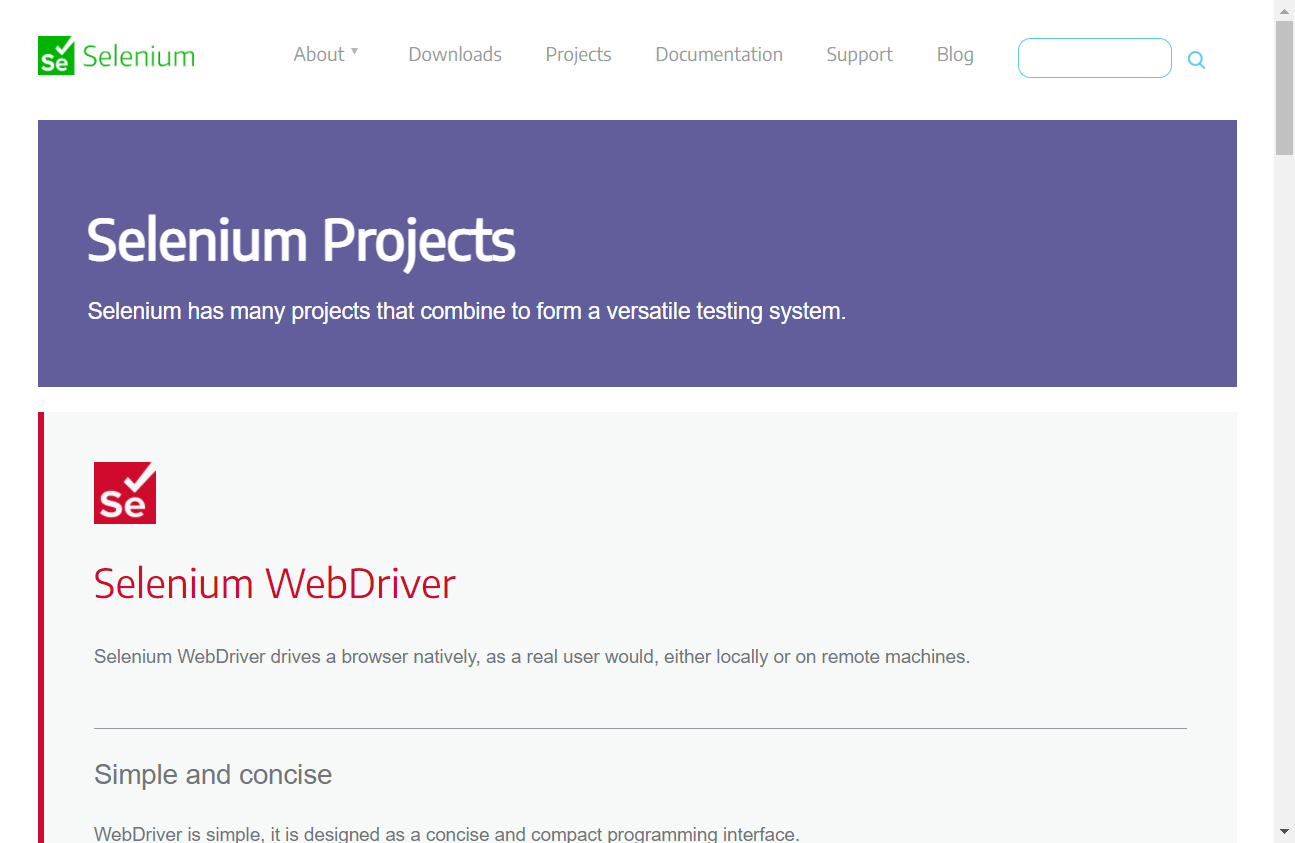 Se Selenium About Downloads Projects Documentation Support Blog
Selenium Projects
Selenium has many projects that combine to form a versatile testing system.
Se
Selenium WebDriver
Selenium WebDriver drives a browser natively, as a real user would, either locally or on remote machines.
Simple and concise
WebDriver is simple, it is designed as a concise and compact programming interface.